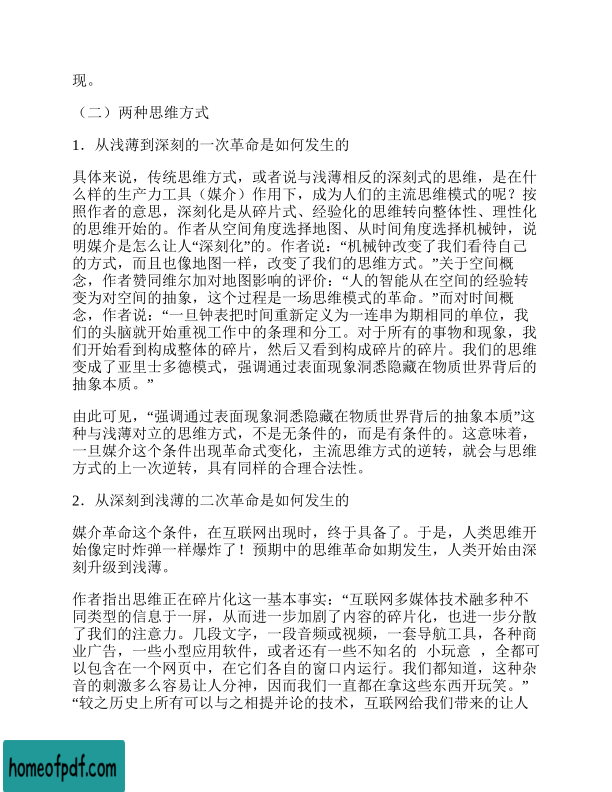 现。
（二）两种思维方式
1．从浅薄到深刻的一次革命是如何发生的
具体来说，传统思维方式，或者说与浅薄相反的深刻式的思维，是在什
么样的生产力工具（媒介）作用下，成为人们的主流思维模式的呢？按
照作者的意思，深刻化是从碎片式、经验化的思维转向整体性、理性化
的思维开始的。作者从空间角度选择地图、从时间角度选择机械钟，说
明媒介是怎么让人“深刻化”的。作者说：“机械钟改变了我们看待自己
的方式，而且也像地图一样，改变了我们的思维方式。”关于空间概
念，作者赞同维尔加对地图影响的评价：“人的智能从在空间的经验转
变为对空间的抽象，这个过程是一场思维模式的革命。”而对时间概
念，作者说：“一旦钟表把时间重新定义为一连串为期相同的单位，我
们的头脑就开始重视工作中的条理和分工。对于所有的事物和现象，我
们开始看到构成整体的碎片，然后又看到构成碎片的碎片。我们的思维
变成了亚里士多德模式，强调通过表面现象洞悉隐藏在物质世界背后的
抽象本质。”
由此可见，“强调通过表面现象洞悉隐藏在物质世界背后的抽象本质”这
种与浅薄对立的思维方式，不是无条件的，而是有条件的。这意味着，
一旦媒介这个条件出现革命式变化，主流思维方式的逆转，就会与思维
方式的上一次逆转，具有同样的合理合法性。
2．从深刻到浅薄的二次革命是如何发生的
媒介革命这个条件，在互联网出现时，终于具备了。于是，人类思维开
始像定时炸弹一样爆炸了！预期中的思维革命如期发生，人类开始由深
刻升级到浅薄。
作者指出思维正在碎片化这一基本事实：“互联网多媒体技术融多种不
同类型的信息于一屏，从而进一步加剧了内容的碎片化，也进一步分散
了我们的注意力。几段文字，一段音频或视频，一套导航工具，各种商
业广告，一些小型应用软件，或者还有一些不知名的 小玩意 ，全都可
以包含在一个网页中，在它们各自的窗口内运行。我们都知道，这种杂
音的刺激多么容易让人分神，因而我们一直都在拿这些东西开玩笑。”
“较之历史上所有可以与之相提并论的技术，互联网给我们带来的让人
homeofpdf.com